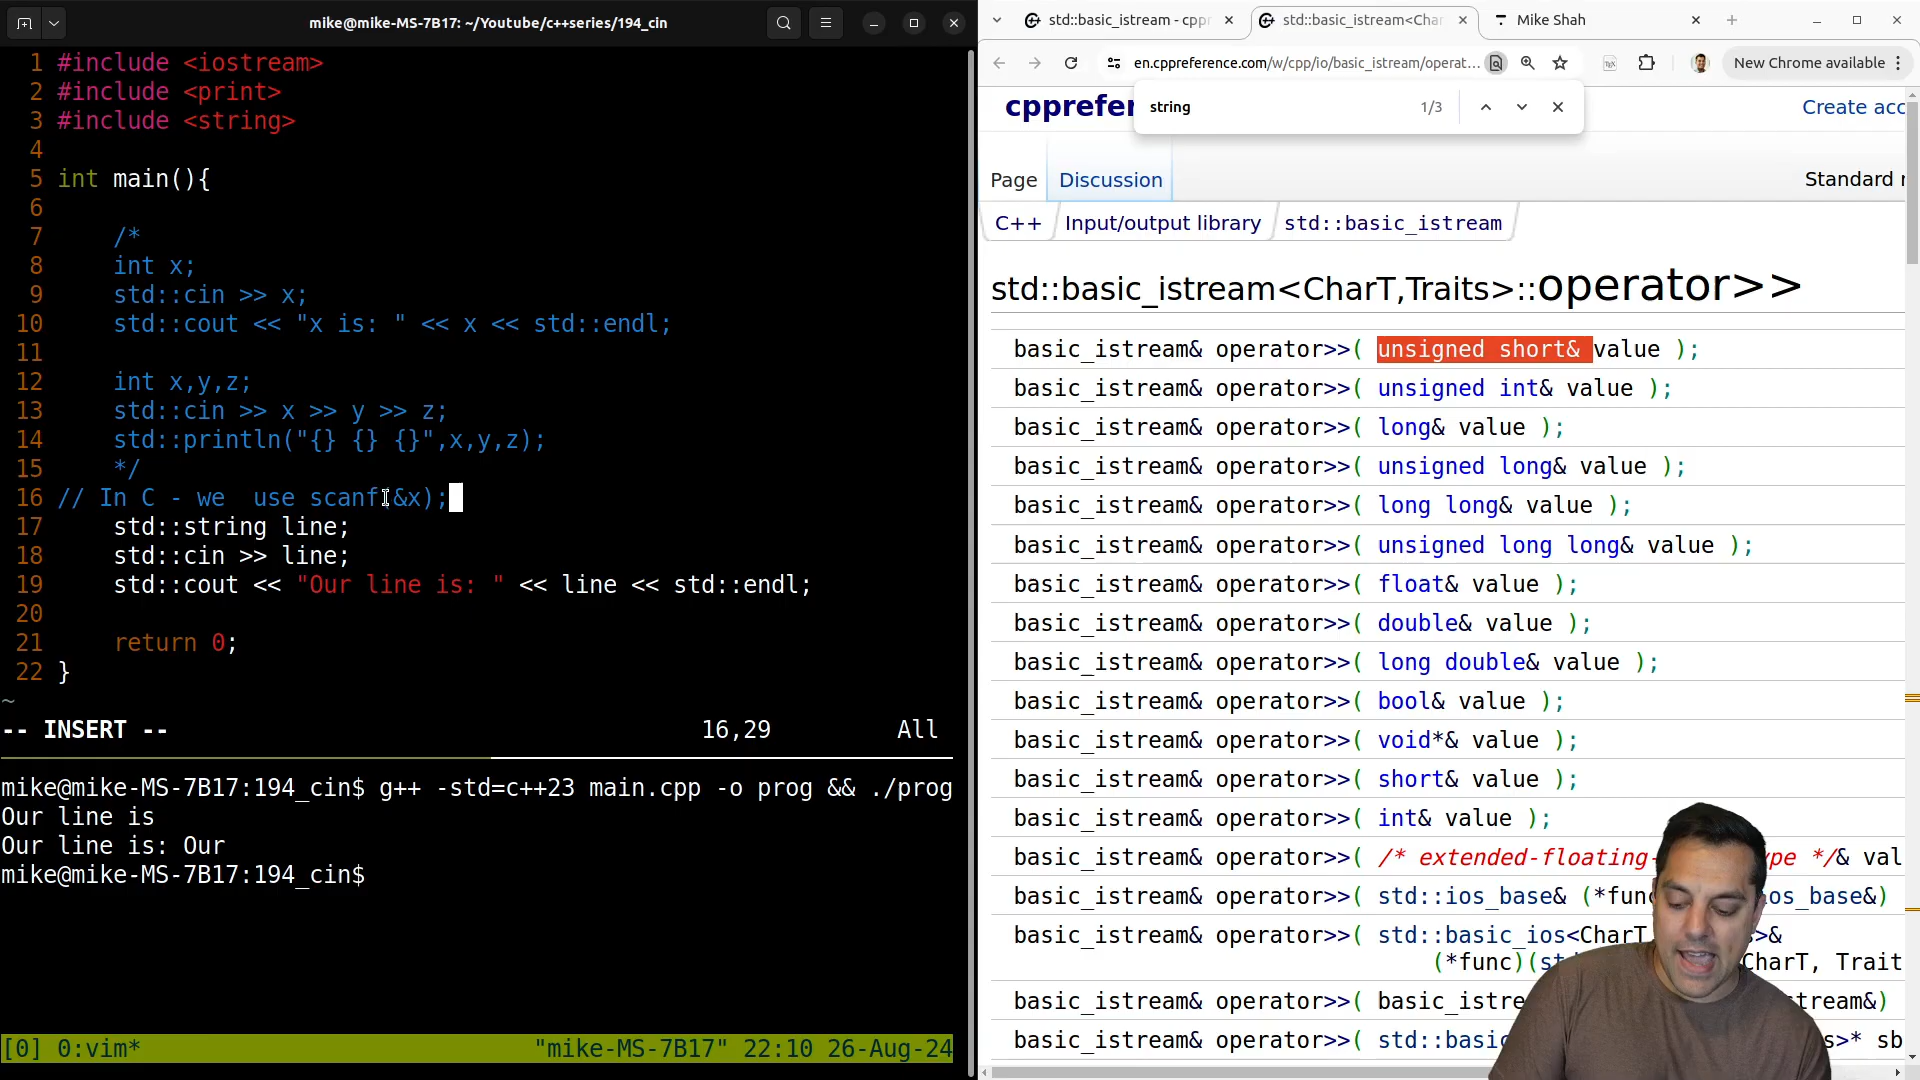 mike@mike-MS-7B17: ~/Youtube/c++series/194_cin
1 #include <iostream>
2 #include <print>
3 #include <string>
4
5 int main(){
6
7 /*
8 int x;
9 std::cin >> x;
10 std::cout << "x is: " << x << std::endl;
11
12 int x,y,z;
13 std::cin >> x >> y >> z;
14 std::println("{} {} {}",x,y,z);
15 */
16 // In C - we  use scanf(&x);
17 std::string line;
18 std::cin >> line;
19 std::cout << "Our line is: " << line << std::endl;
20
21 return 0;
22 }
~
-- INSERT -- 16,29 All
mike@mike-MS-7B17:194_cin$ g++ -std=c++23 main.cpp -o prog && ./prog
Our line is
Our line is: Our
mike@mike-MS-7B17:194_cin$
[0] 0:vim* "mike-MS-7B17" 22:10 26-Aug-24
std::basic_istream - cppr
std::basic_istream<Char
Mike Shah
en.cppreference.com/w/cpp/io/basic_istream/operat...
New Chrome available
string 1/3
cpprefer
Create acc
Page Discussion Standard r
C++ Input/output library std::basic_istream
std::basic_istream<CharT,Traits>::operator>>
basic_istream& operator>>( unsigned short& value );
basic_istream& operator>>( unsigned int& value );
basic_istream& operator>>( long& value );
basic_istream& operator>>( unsigned long& value );
basic_istream& operator>>( long long& value );
basic_istream& operator>>( unsigned long long& value );
basic_istream& operator>>( float& value );
basic_istream& operator>>( double& value );
basic_istream& operator>>( long double& value );
basic_istream& operator>>( bool& value );
basic_istream& operator>>( void*& value );
basic_istream& operator>>( short& value );
basic_istream& operator>>( int& value );
basic_istream& operator>>( /* extended-floating- ype */& val
basic_istream& operator>>( std::ios_base& (*func ios_base&)
basic_istream& operator>>( std::basic_ios<CharT, s>&
(*func)(st CharT, Trait
basic_istream& operator>>( basic_istre stream&)
basic_istream& operator>>( std::basic s>* sb